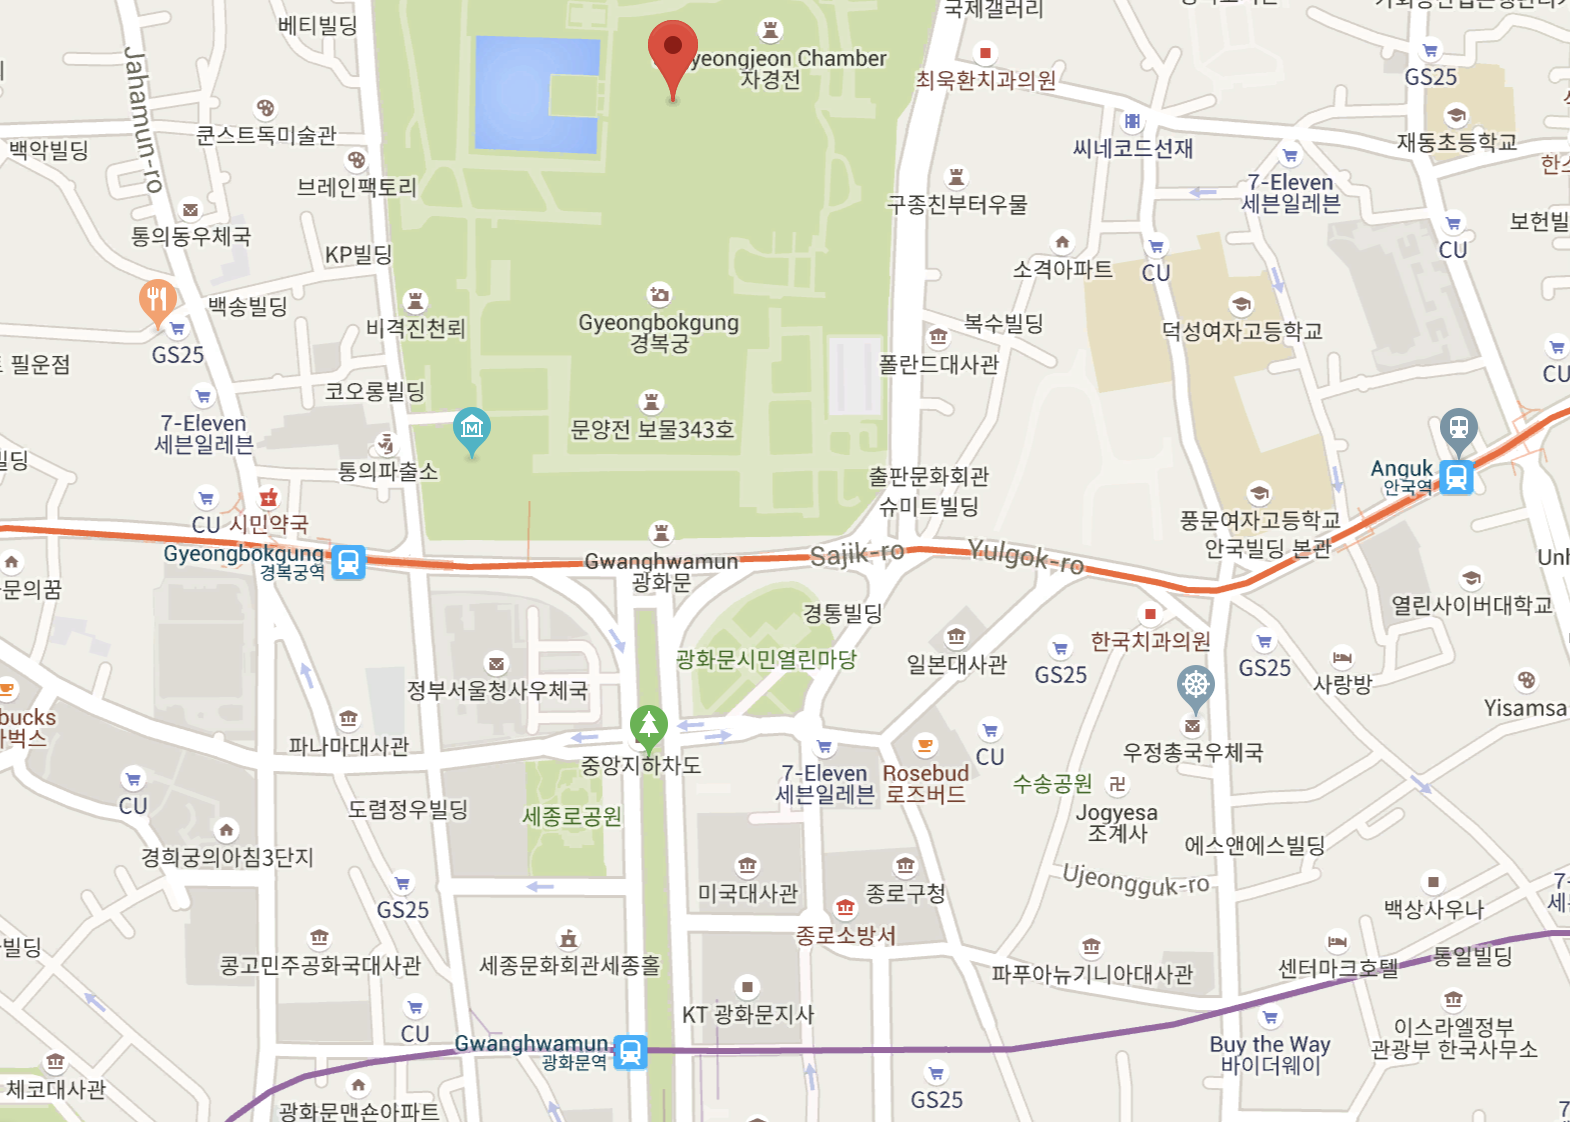 국제갤러리
베티빌딩
Jahamun-ro
yeongjeon Chamber
자경전
최욱환치과의원
GS25
쿤스트독미술관
백악빌딩
브레인팩토리
씨네코드선재
재동초등학교
7-Eleven
세븐일레븐
통의동우체국
KP빌딩
구종친부터우물
소격아파트
CU
CU
보헌빌
백송빌딩
GS25
비격진천뢰
Gyeongbokgung
경복궁
복수빌딩
덕성여자고등학교
필운점
폴란드대사관
CU
코오롱빌딩
7-Eleven
세븐일레븐
문양전 보물343호
통의파출소
출판문화회관
슈미트빌딩
Anguk
안국역
CU
시민약국
풍문여자고등학교
안국빌딩 본관
Gyeongbokgung
경복궁역
Gwanghwamun
광화문
Sajik-ro
Yulgok-ro
문의꿈
경통빌딩
열린사이버대학교
한국치과의원
광화문시민열린마당
일본대사관
GS25
GS25
사랑방
정부서울청사우체국
Yisamsa
bucks
파나마대사관
우정총국우체국
중앙지하차도
7-Eleven
세븐일레븐
Rosebud
로즈버드
CU
수송공원
CU
도렴정우빌딩
세종로공원
Jogyesa
조계사
에스앤에스빌딩
경희궁의아침3단지
Ujeongguk-ro
GS25
미국대사관
종로구청
백상사우나
종로소방서
콩고민주공화국대사관
세종문화회관세종홀
파푸아뉴기니아대사관
센터마크호텔
통일빌딩
KT 광화문지사
CU
Gwanghwamun
광화문역
Buy the Way
바이더웨이
이스라엘정부
관광부 한국사무소
체코대사관
광화문맨숀아파트
GS25